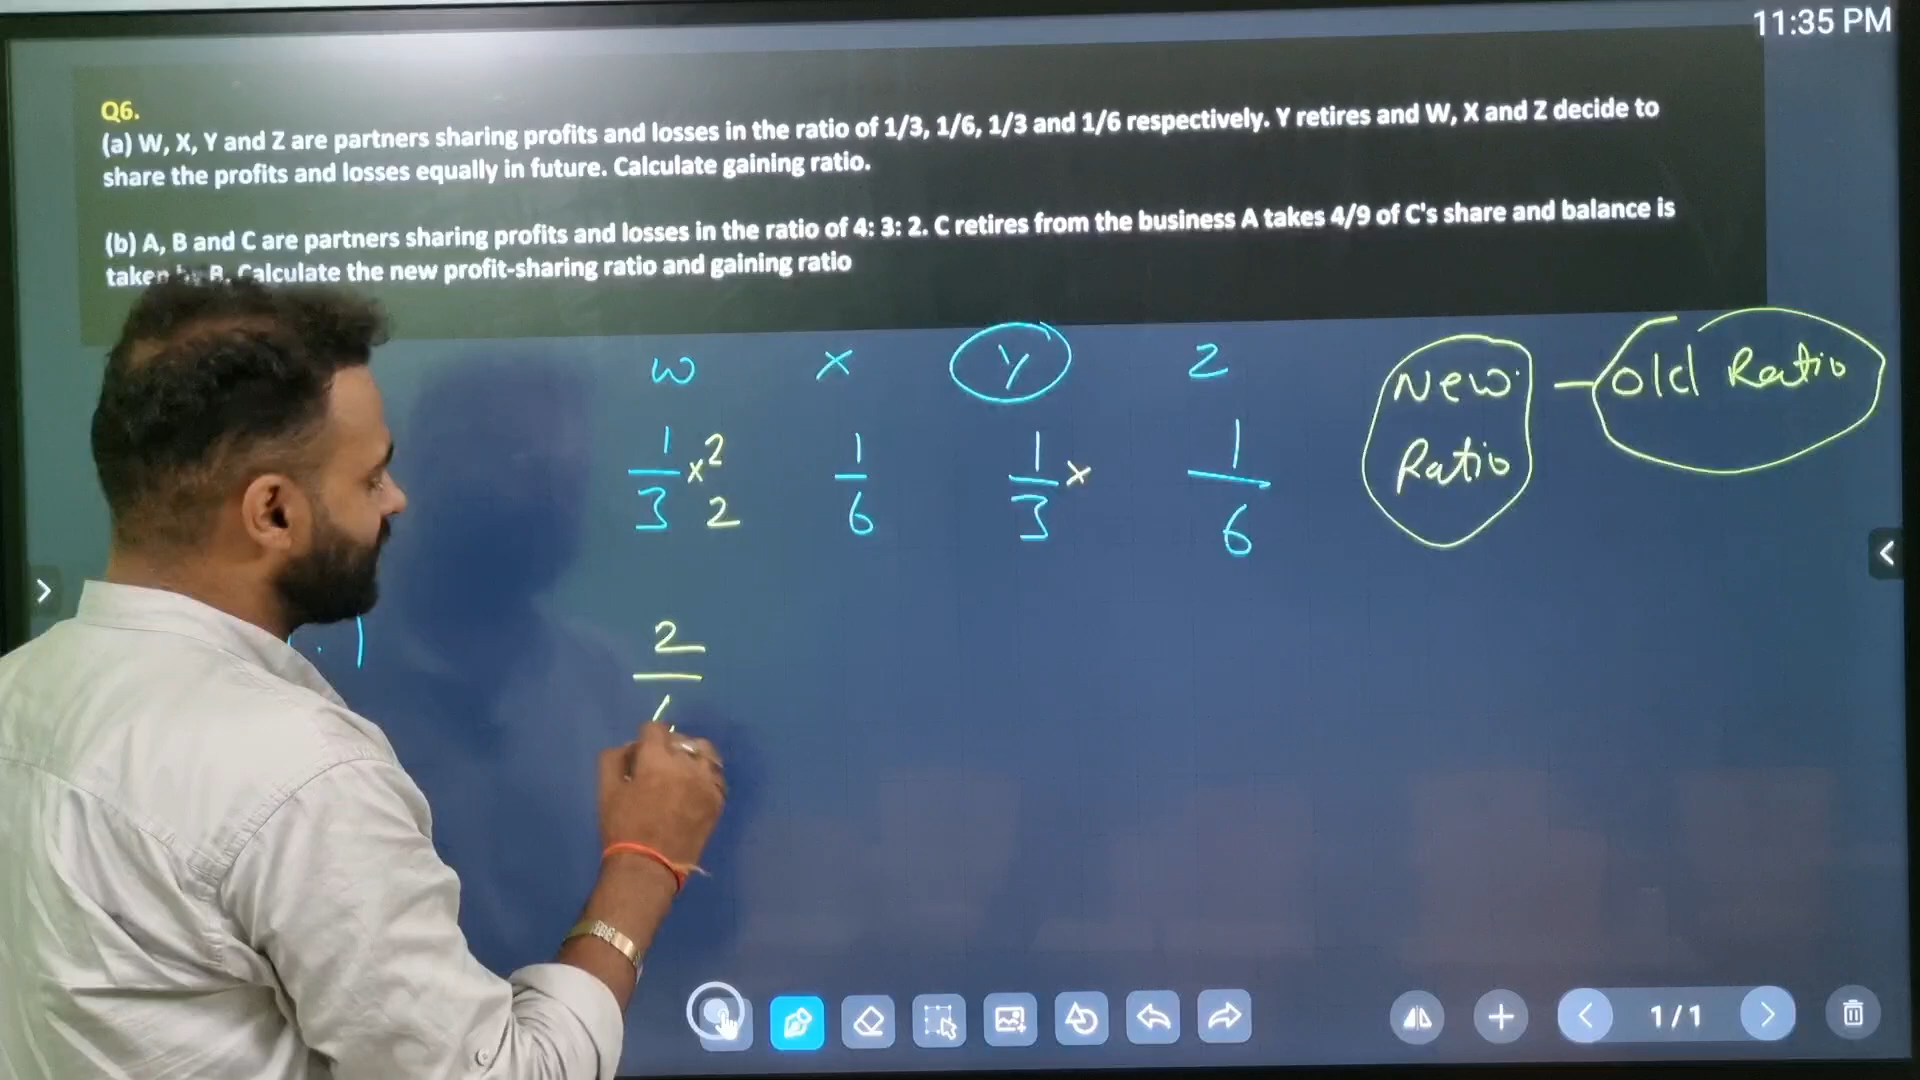 11:35 PM
Q6.
(a) W, X, Y and Z are partners sharing profits and losses in the ratio of 1/3, 1/6, 1/3 and 1/6 respectively. Y retires and W, X and Z decide to
share the profits and losses equally in future. Calculate gaining ratio.
(b) A, B and C are partners sharing profits and losses in the ratio of 4: 3: 2. C retires from the business A takes 4/9 of C's share and balance is
taken B. Calculate the new profit-sharing ratio and gaining ratio
W X Y Z
New Ratio – Old Ratio
1/3 x 2/2 1/6 1/3 x 1/6
: 1
2
1 / 1